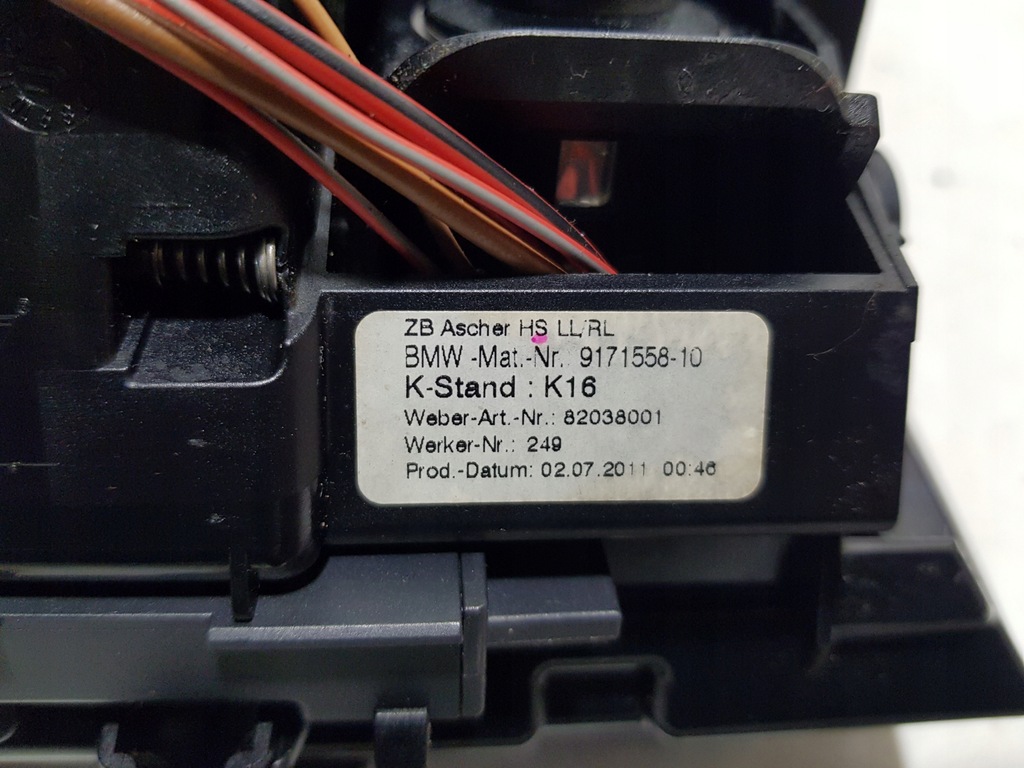 ZB Ascher HS LL/RL
BMW -Mat.-Nr.: 9171558-10
K-Stand : K16
Weber-Art.-Nr.: 82038001
Werker-Nr.: 249
Prod.-Datum: 02.07.2011 00:46